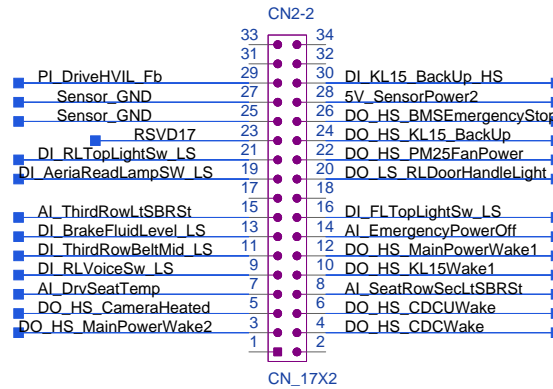 CN2-2
33 34
31 32
PI_DriveHVIL_Fb 29 30 DI_KL15_BackUp_HS
Sensor_GND 27 28 5V_SensorPower2
Sensor_GND 25 26 DO_HS_BMSEmergencyStop
RSVD17 23 24 DO_HS_KL15_BackUp
DI_RLTopLightSw_LS 21 22 DO_HS_PM25FanPower
DI_AeriaReadLampSW_LS 19 20 DO_LS_RLDoorHandleLight
17 18
AI_ThirdRowLtSBRSt 15 16 DI_FLTopLightSw_LS
DI_BrakeFluidLevel_LS 13 14 AI_EmergencyPowerOff
DI_ThirdRowBeltMid_LS 11 12 DO_HS_MainPowerWake1
DI_RLVoiceSw_LS 9 10 DO_HS_KL15Wake1
AI_DrvSeatTemp 7 8 AI_SeatRowSecLtSBRSt
DO_HS_CameraHeated 5 6 DO_HS_CDCUWake
DO_HS_MainPowerWake2 3 4 DO_HS_CDCWake
1 2
CN_17X2